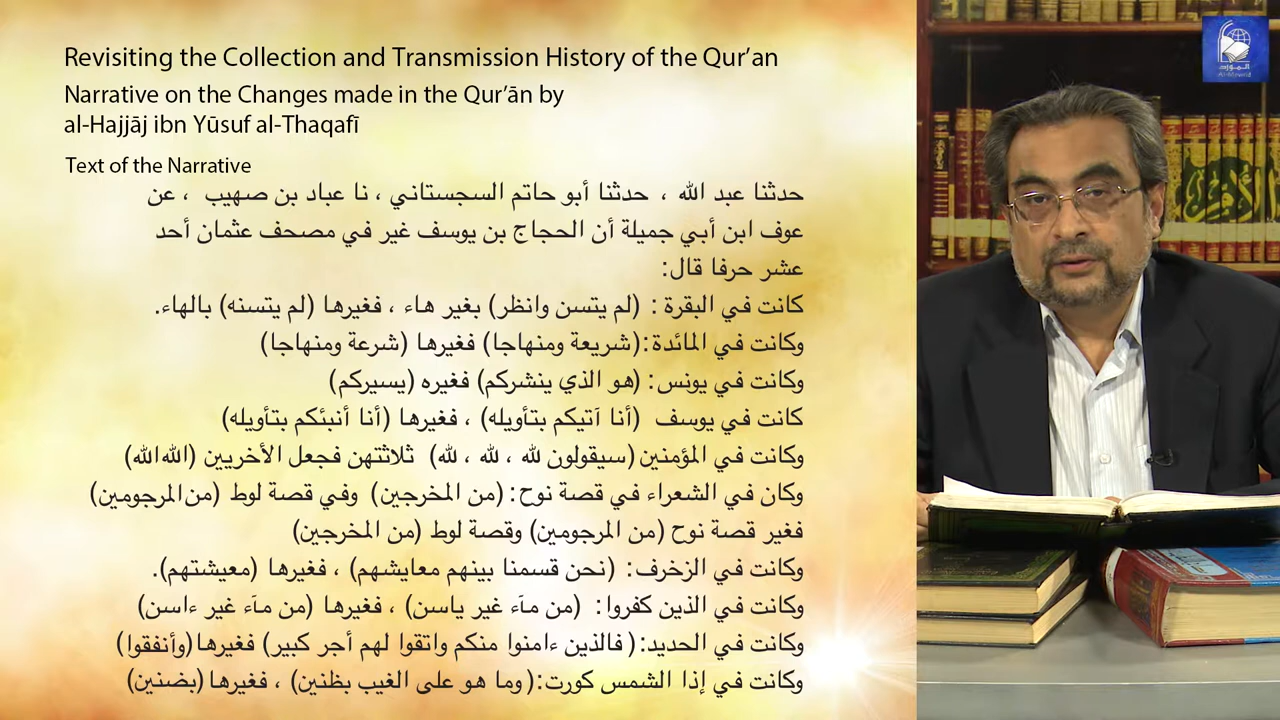 Revisiting the Collection and Transmission History of the Qur’an
Narrative on the Changes made in the Qur’ān by
al-Hajjāj ibn Yūsuf al-Thaqafī
Text of the Narrative
حدثنا عبد الله ، حدثنا أبو حاتم السجستاني ، نا عباد بن صهيب ، عن
عوف ابن أبي جميلة أن الحجاج بن يوسف غير في مصحف عثمان أحد
عشر حرفا قال:
كانت في البقرة : (لم يتسن وانظر) بغير هاء ، فغيرها (لم يتسنه) بالهاء.
وكانت في المائدة:(شريعة ومنهاجا) فغيرها (شرعة ومنهاجا)
وكانت في يونس: (هو الذي ينشركم) فغيره (يسيركم)
كانت في يوسف (أنا آتيكم بتأويله) ، فغيرها (أنا أنبئكم بتأويله)
وكانت في المؤمنين (سيقولون لله ، لله ، لله) ثلاثتهن فجعل الأخريين (الله الله)
وكان في الشعراء في قصة نوح: (من المخرجين) وفي قصة لوط (من المرجومين)
فغير قصة نوح (من المرجومين) وقصة لوط (من المخرجين)
وكانت في الزخرف: (نحن قسمنا بينهم معايشهم) ، فغيرها (معيشتهم).
وكانت في الذين كفروا: (من مآء غير ياسن) ، فغيرها (من مآء غير ءاسن)
وكانت في الحديد: (فالذين ءامنوا منكم واتقوا لهم أجر كبير) فغيرها (وأنفقوا)
وكانت في إذا الشمس كورت: (وما هو على الغيب بظنين) ، فغيرها (بضنين)
المورد
Al-Mawrid